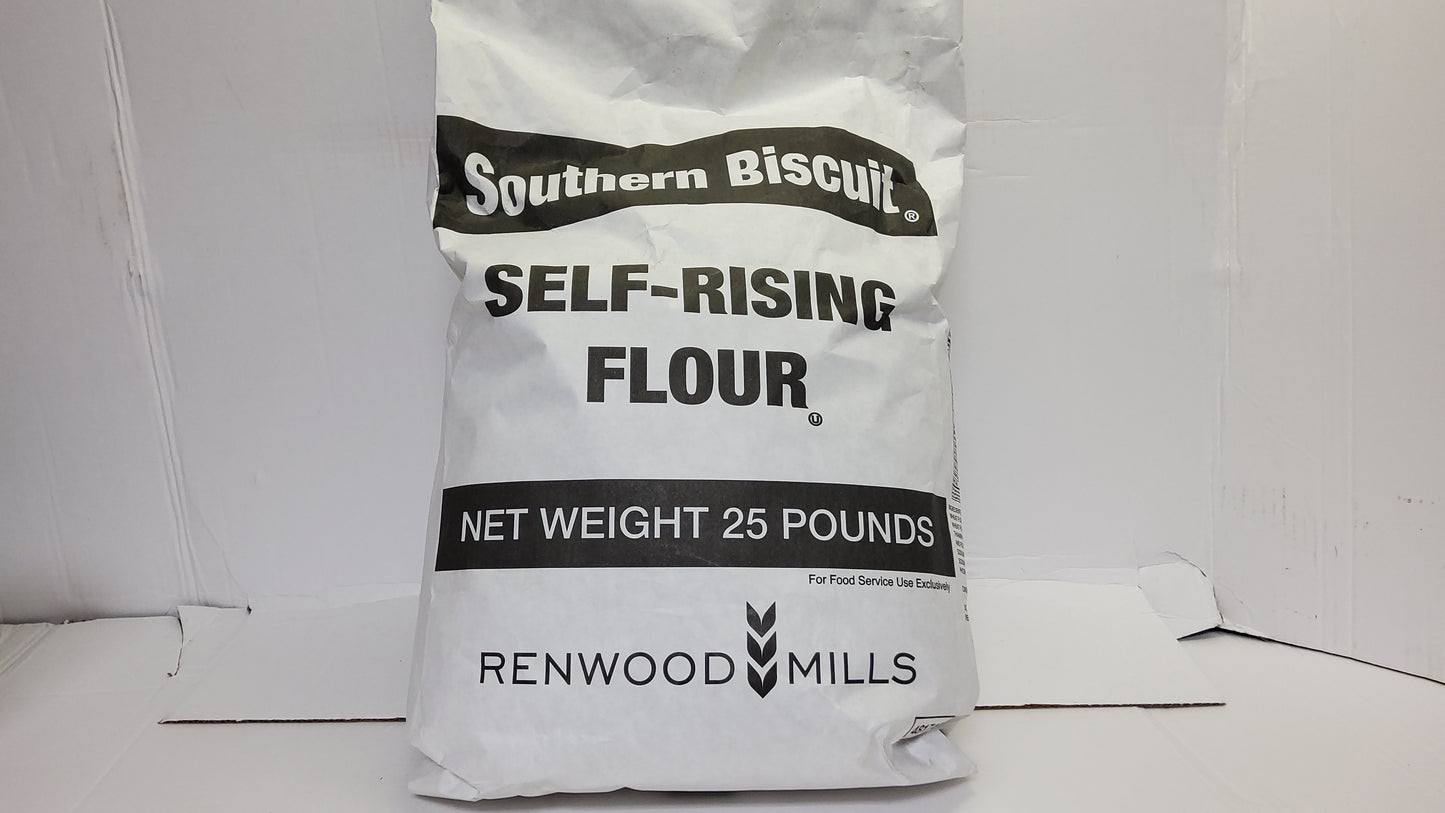 Southern Biscuit®
SELF-RISING
FLOUR
Ⓤ
NET WEIGHT 25 POUNDS
For Food Service Use Exclusively
RENWOOD MILLS